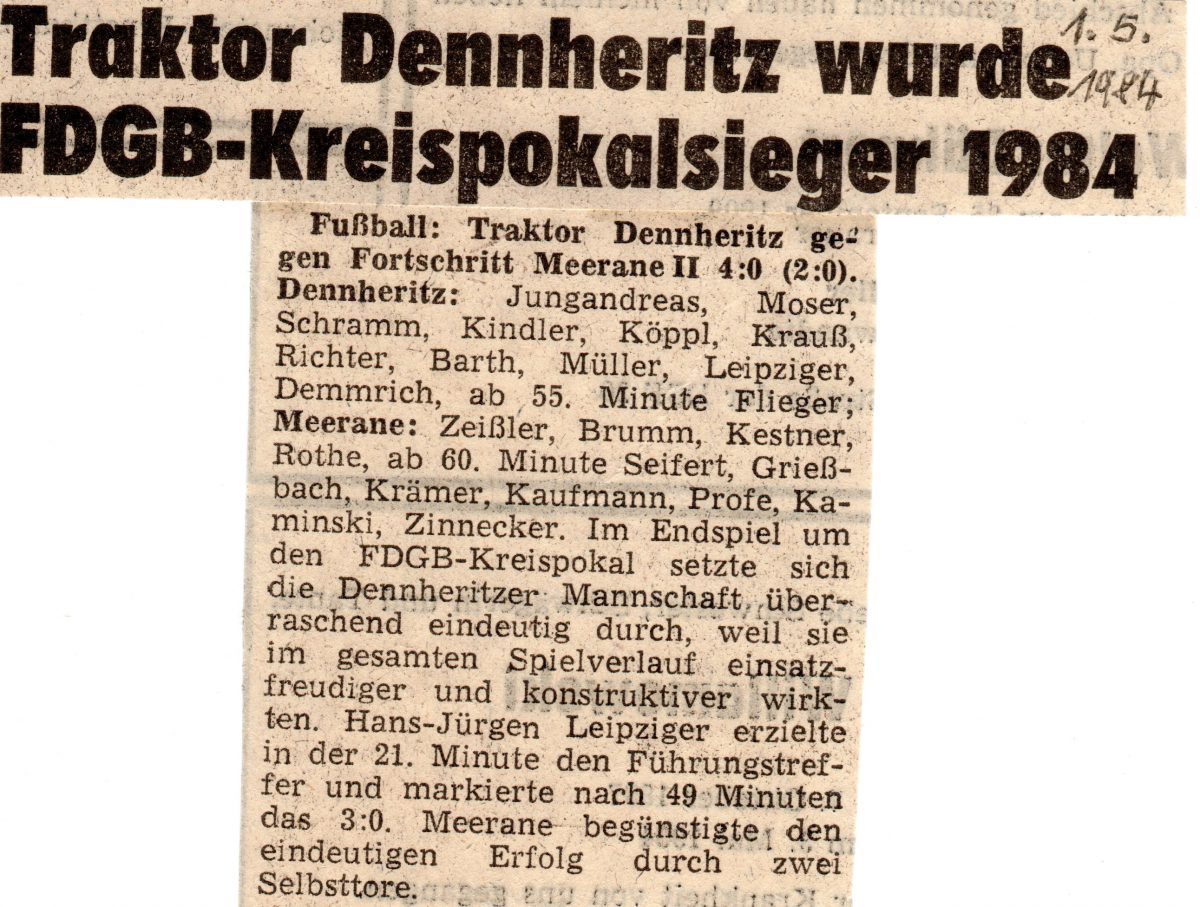 Traktor Dennheritz wurde
FDGB-Kreispokalsieger 1984
1. 5.
1984
Fußball: Traktor Dennheritz ge-
gen Fortschritt Meerane II 4:0 (2:0).
Dennheritz: Jungandreas, Moser,
Schramm, Kindler, Köppl, Krauß,
Richter, Barth, Müller, Leipziger,
Demmrich, ab 55. Minute Flieger;
Meerane: Zeißler, Brumm, Kestner,
Rothe, ab 60. Minute Seifert, Grieß-
bach, Krämer, Kaufmann, Profe, Ka-
minski, Zinnecker. Im Endspiel um
den FDGB-Kreispokal setzte sich
die Dennheritzer Mannschaft über-
raschend eindeutig durch, weil sie
im gesamten Spielverlauf einsatz-
freudiger und konstruktiver wirk-
ten. Hans-Jürgen Leipziger erzielte
in der 21. Minute den Führungstref-
fer und markierte nach 49 Minuten
das 3:0. Meerane begünstigte den
eindeutigen Erfolg durch zwei
Selbsttore.